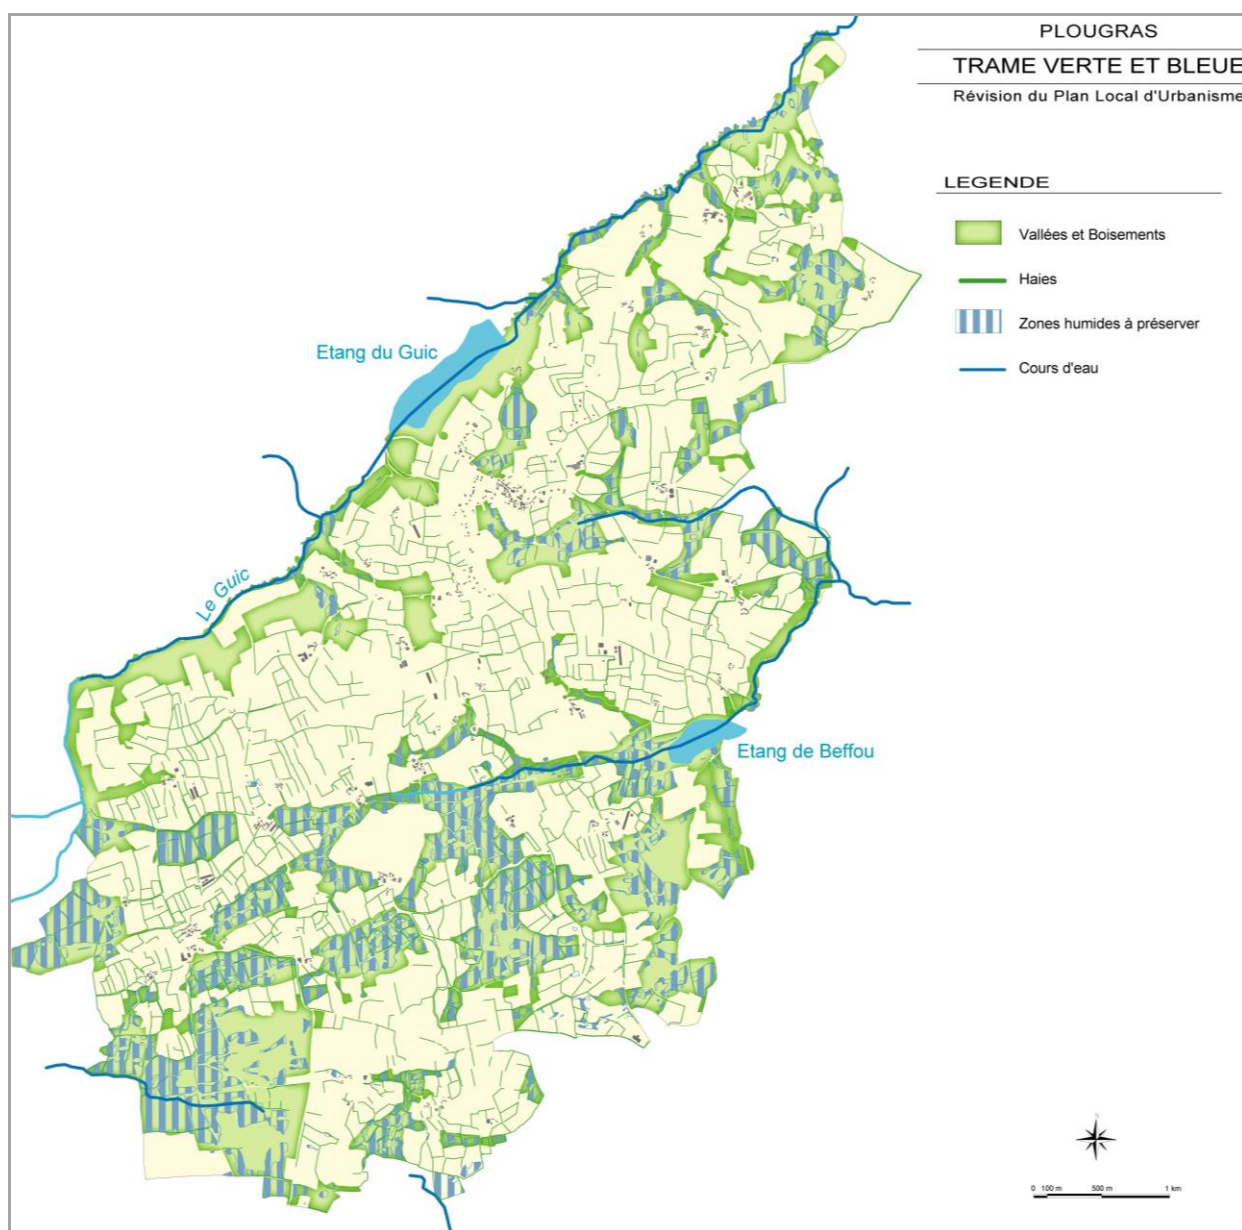 PLOUGRAS
TRAME VERTE ET BLEUE
Révision du Plan Local d'Urbanisme
LEGENDE
Vallées et Boisements
Haies
Zones humides à préserver
Cours d'eau
Etang du Guic
Le Guic
Etang de Beffou
0 100 m 500 m 1 km